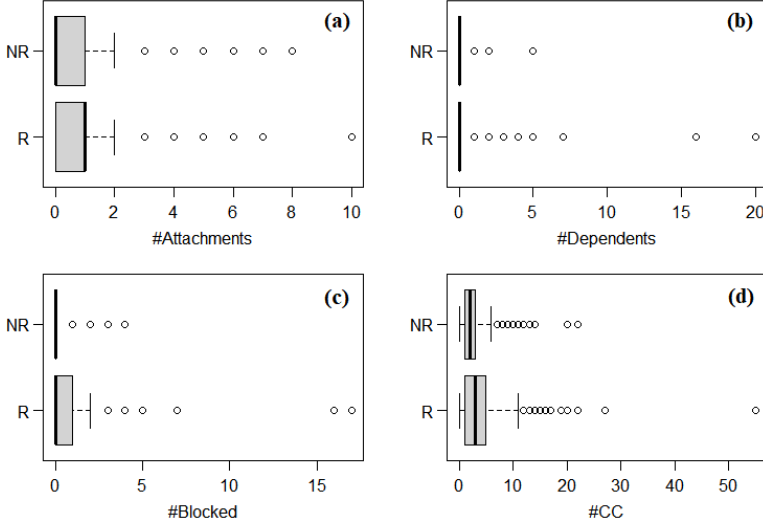 (a)
NR
R
0 2 4 6 8 10
#Attachments
(b)
NR
R
0 5 10 15 20
#Dependents
(c)
NR
R
0 5 10 15
#Blocked
(d)
NR
R
0 10 20 30 40 50
#CC